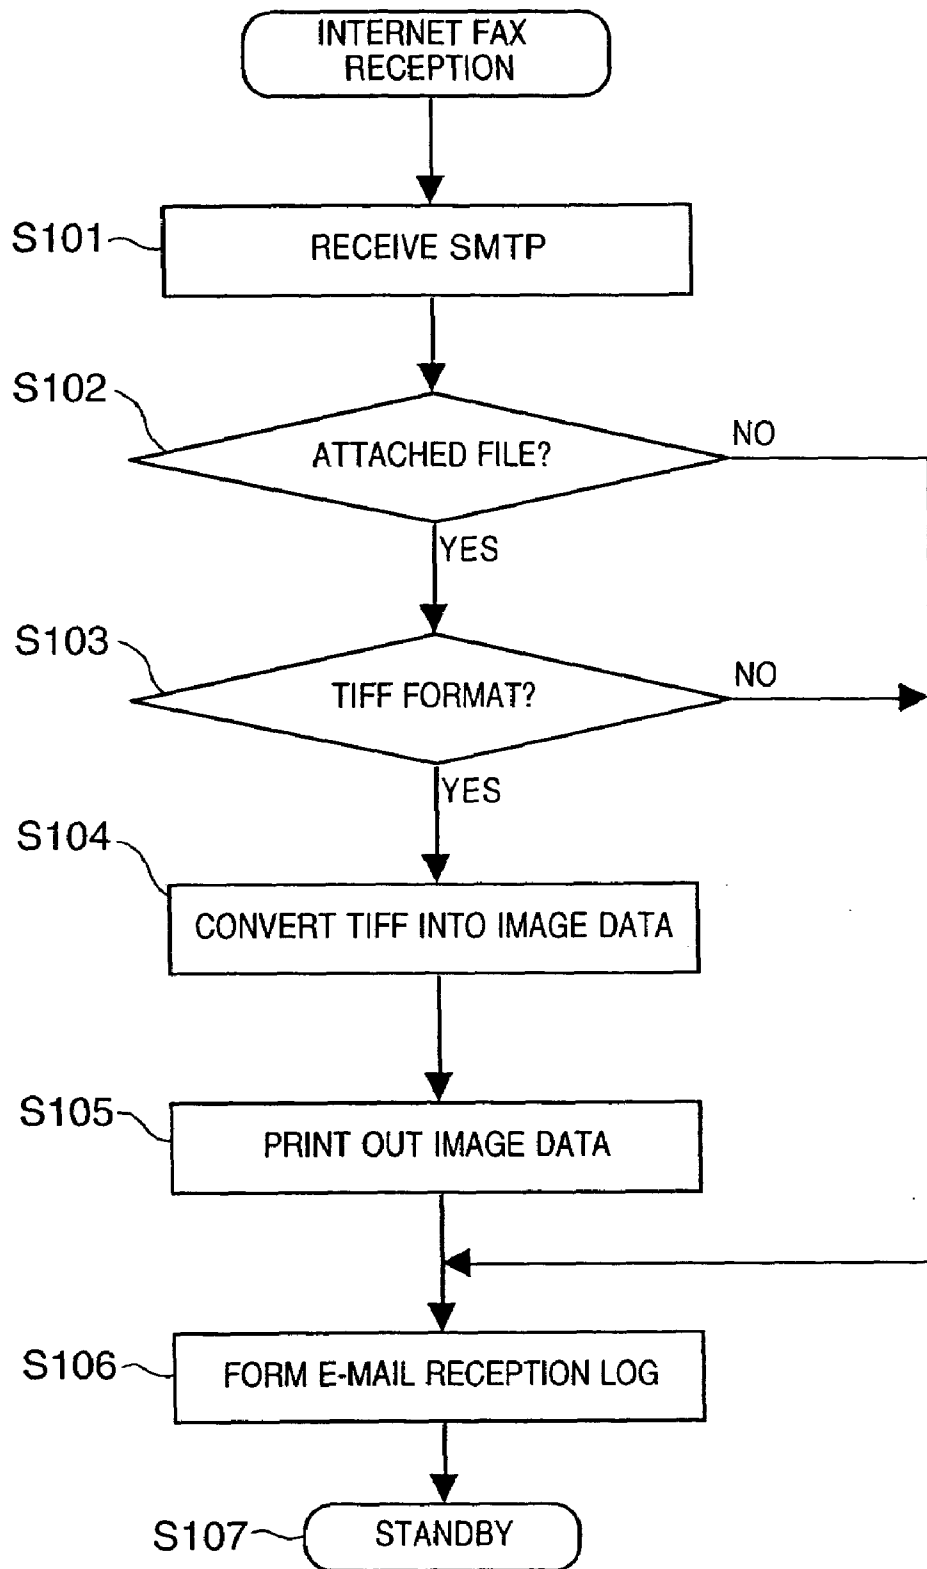 INTERNET FAX
RECEPTION
S101
RECEIVE SMTP
S102
ATTACHED FILE?
NO
YES
S103
TIFF FORMAT?
NO
YES
S104
CONVERT TIFF INTO IMAGE DATA
S105
PRINT OUT IMAGE DATA
S106
FORM E-MAIL RECEPTION LOG
S107
STANDBY